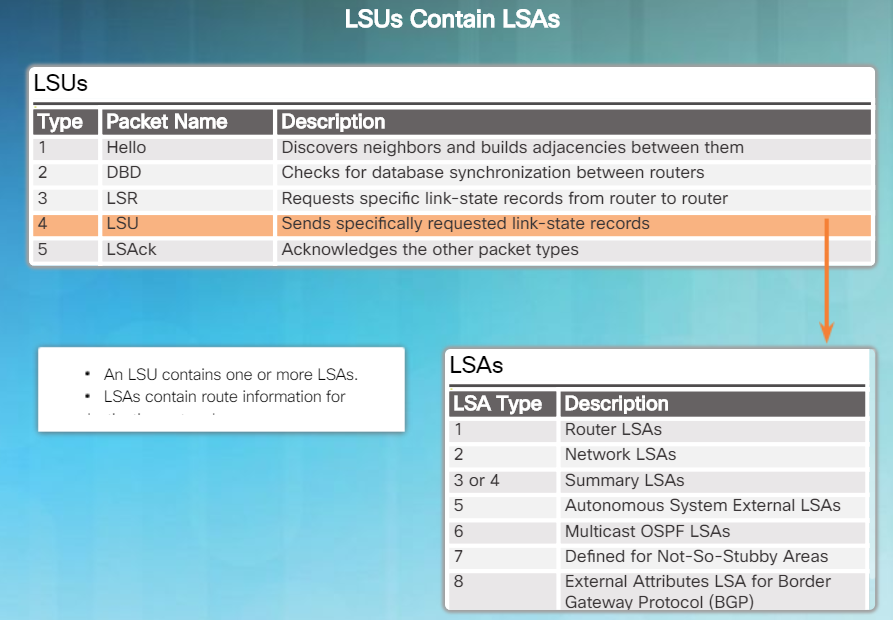 LSUs Contain LSAs
LSUs
Type Packet Name Description
1 Hello Discovers neighbors and builds adjacencies between them
2 DBD Checks for database synchronization between routers
3 LSR Requests specific link-state records from router to router
4 LSU Sends specifically requested link-state records
5 LSAck Acknowledges the other packet types
• An LSU contains one or more LSAs.
• LSAs contain route information for
LSAs
LSA Type Description
1 Router LSAs
2 Network LSAs
3 or 4 Summary LSAs
5 Autonomous System External LSAs
6 Multicast OSPF LSAs
7 Defined for Not-So-Stubby Areas
8 External Attributes LSA for Border
Gateway Protocol (BGP)